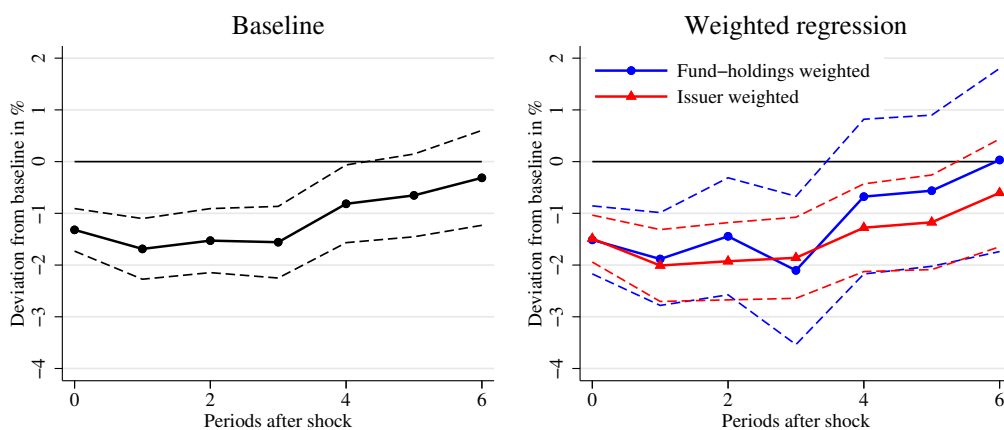 Baseline
Deviation from baseline in %
2
1
0
−1
−2
−3
−4
0 2 4 6
Periods after shock
Weighted regression
Fund−holdings weighted
Issuer weighted
Deviation from baseline in %
2
1
0
−1
−2
−3
−4
0 2 4 6
Periods after shock